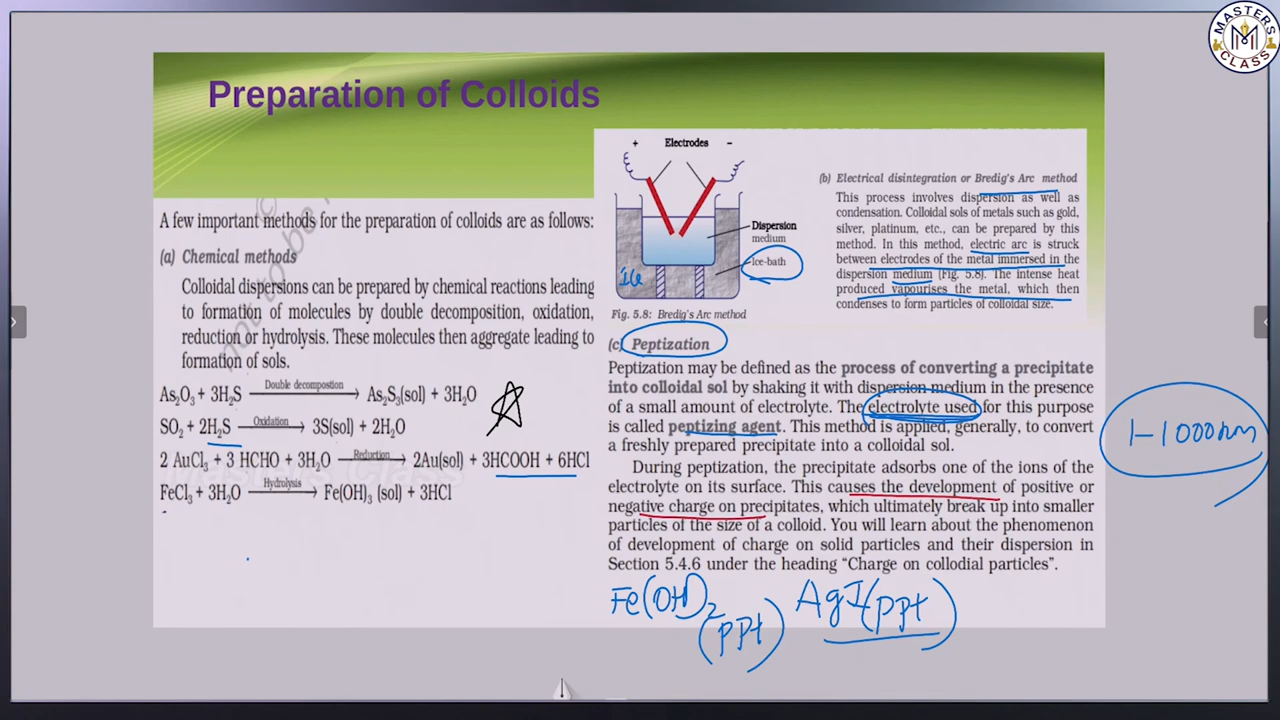 MASTERS
CLASS
Preparation of Colloids
A few important methods for the preparation of colloids are as follows:
(a) Chemical methods
Colloidal dispersions can be prepared by chemical reactions leading
to formation of molecules by double decomposition, oxidation,
reduction or hydrolysis. These molecules then aggregate leading to
formation of sols.
As₂O₃ + 3H₂S Double decompostion → As₂S₃(sol) + 3H₂O
SO₂ + 2H₂S Oxidation → 3S(sol) + 2H₂O
2 AuCl₃ + 3 HCHO + 3H₂O Reduction → 2Au(sol) + 3HCOOH + 6HCl
FeCl₃ + 3H₂O Hydrolysis → Fe(OH)₃ (sol) + 3HCl
+ Electrodes −
Dispersion
medium
Ice-bath
Ice
Fig. 5.8: Bredig's Arc method
(b) Electrical disintegration or Bredig's Arc method
This process involves dispersion as well as
condensation. Colloidal sols of metals such as gold,
silver, platinum, etc., can be prepared by this
method. In this method, electric arc is struck
between electrodes of the metal immersed in the
dispersion medium (Fig. 5.8). The intense heat
produced vapourises the metal, which then
condenses to form particles of colloidal size.
(c) Peptization
Peptization may be defined as the process of converting a precipitate
into colloidal sol by shaking it with dispersion medium in the presence
of a small amount of electrolyte. The electrolyte used for this purpose
is called peptizing agent. This method is applied, generally, to convert
a freshly prepared precipitate into a colloidal sol.
During peptization, the precipitate adsorbs one of the ions of the
electrolyte on its surface. This causes the development of positive or
negative charge on precipitates, which ultimately break up into smaller
particles of the size of a colloid. You will learn about the phenomenon
of development of charge on solid particles and their dispersion in
Section 5.4.6 under the heading “Charge on collodial particles”.
Fe(OH)₂ (ppt) AgI(ppt)
1-1000nm